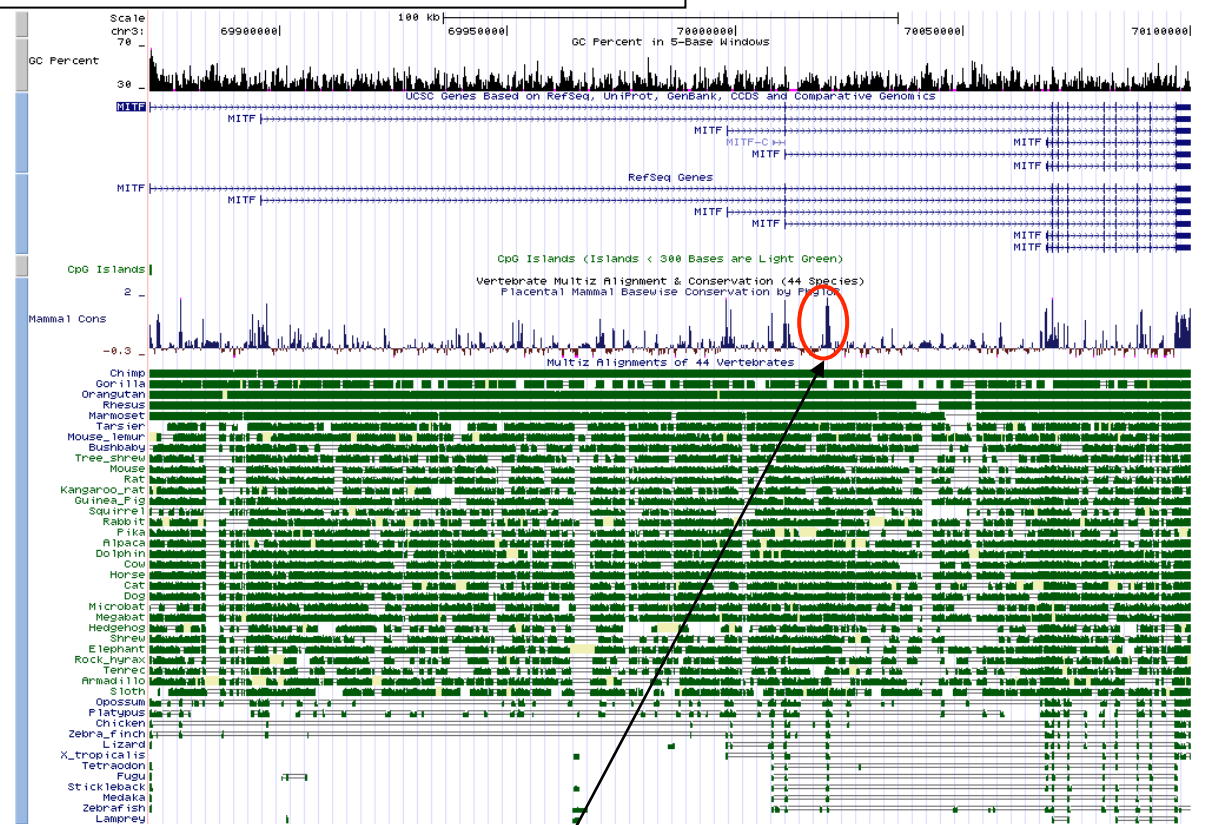 Scale
100 kb
chr3:
69900000
69950000
70000000
70050000
70100000
70 _
GC Percent in 5-Base Windows
GC Percent
30 _
UCSC Genes Based on RefSeq, UniProt, GenBank, CCDS and Comparative Genomics
MITF
MITF
MITF
MITF-C
MITF
MITF
MITF
RefSeq Genes
MITF
MITF
MITF
MITF
MITF
MITF
CpG Islands (Islands < 300 Bases are Light Green)
CpG Islands
Vertebrate Multiz Alignment & Conservation (44 Species)
2 _
Placental Mammal Basewise Conservation by PhyloP
Mammal Cons
-0.3 _
Multiz Alignments of 44 Vertebrates
Chimp
Gorilla
Orangutan
Rhesus
Marmoset
Tarsier
Mouse_lemur
Bushbaby
Tree_shrew
Mouse
Rat
Kangaroo_rat
Guinea_Pig
Squirrel
Rabbit
Pika
Alpaca
Dolphin
Cow
Horse
Cat
Dog
Microbat
Megabat
Hedgehog
Shrew
Elephant
Rock_hyrax
Tenrec
Armadillo
Sloth
Opossum
Platypus
Chicken
Zebra_finch
Lizard
X_tropicalis
Tetraodon
Fugu
Stickleback
Medaka
Zebrafish
Lamprey